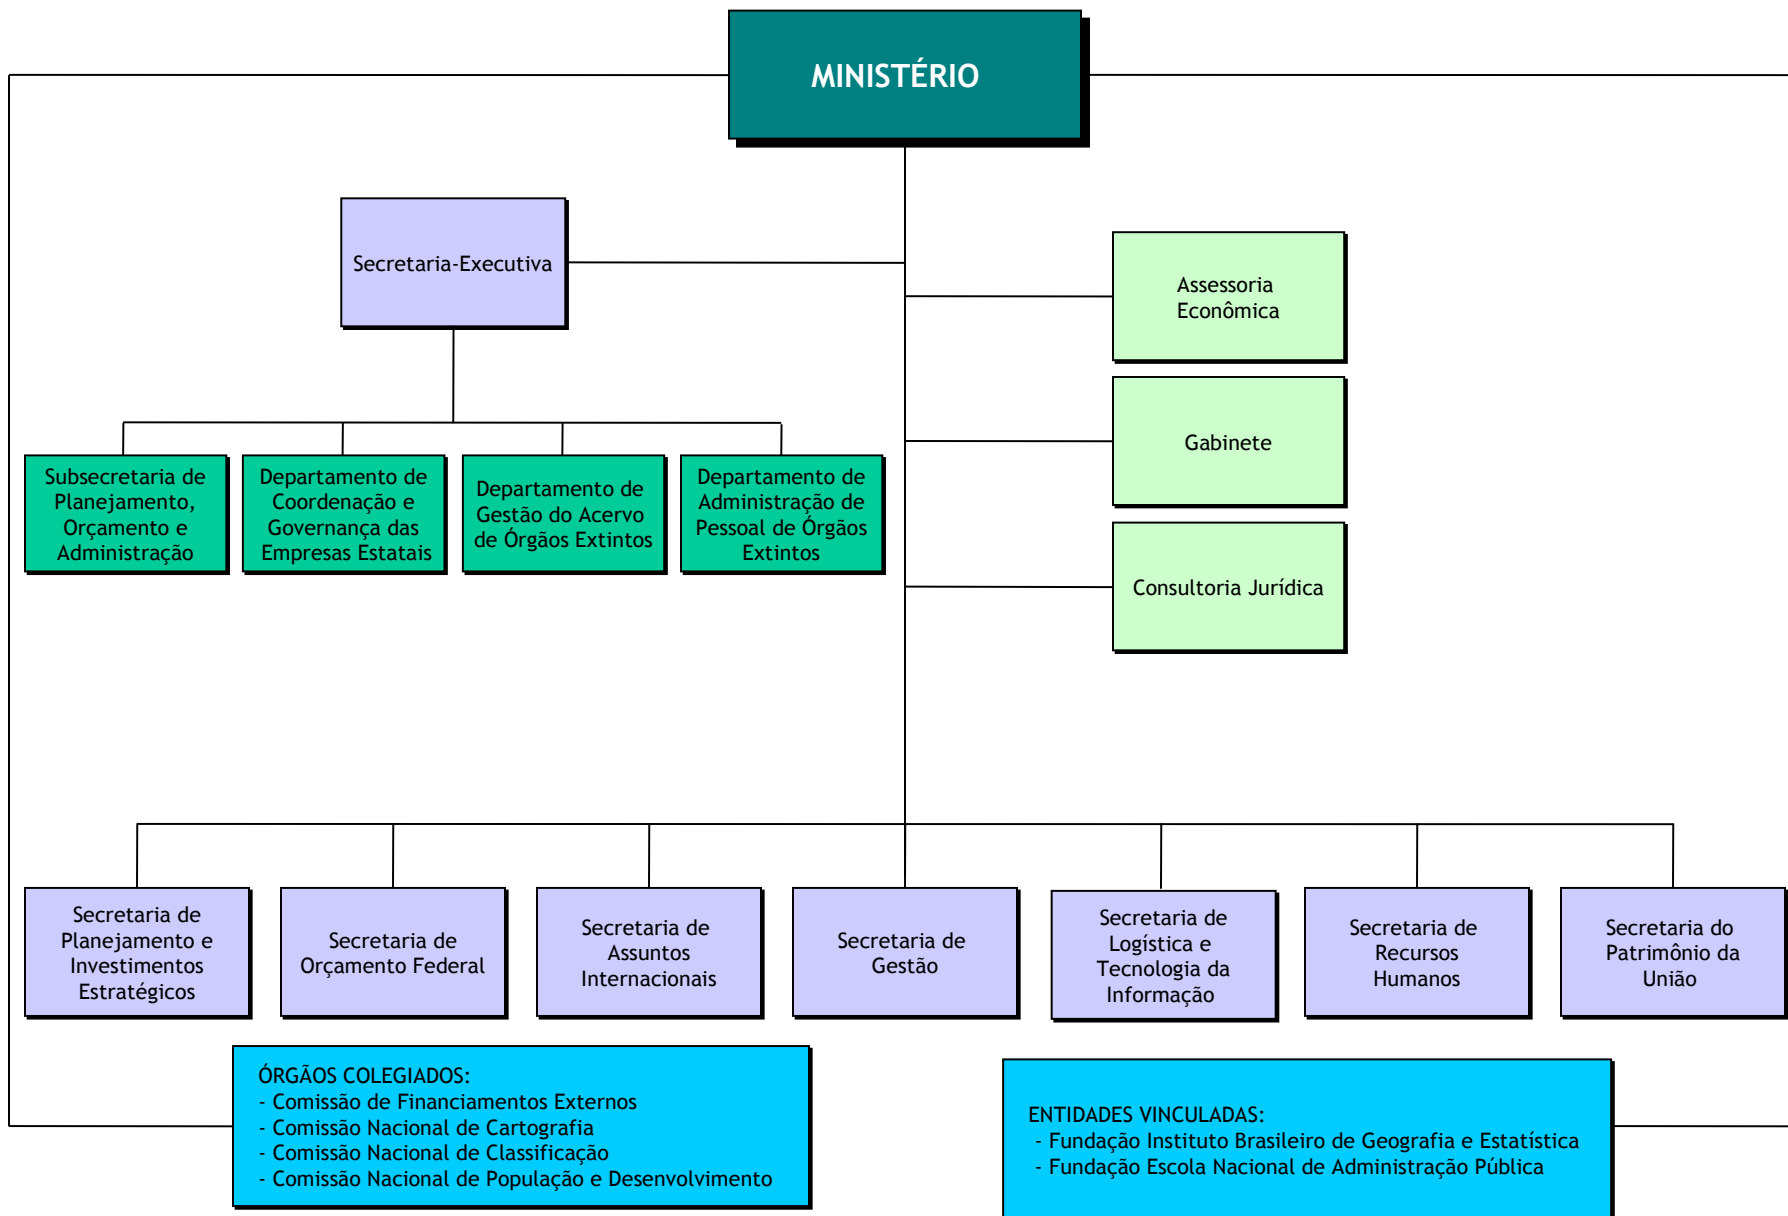 MINISTÉRIO
Secretaria-Executiva
Assessoria
Econômica
Gabinete
Consultoria Jurídica
Subsecretaria de
Planejamento,
Orçamento e
Administração
Departamento de
Coordenação e
Governança das
Empresas Estatais
Departamento de
Gestão do Acervo
de Órgãos Extintos
Departamento de
Administração de
Pessoal de Órgãos
Extintos
Secretaria de
Planejamento e
Investimentos
Estratégicos
Secretaria de
Orçamento Federal
Secretaria de
Assuntos
Internacionais
Secretaria de
Gestão
Secretaria de
Logística e
Tecnologia da
Informação
Secretaria de
Recursos
Humanos
Secretaria do
Patrimônio da
União
ÓRGÃOS COLEGIADOS:
- Comissão de Financiamentos Externos
- Comissão Nacional de Cartografia
- Comissão Nacional de Classificação
- Comissão Nacional de População e Desenvolvimento
ENTIDADES VINCULADAS:
- Fundação Instituto Brasileiro de Geografia e Estatística
- Fundação Escola Nacional de Administração Pública